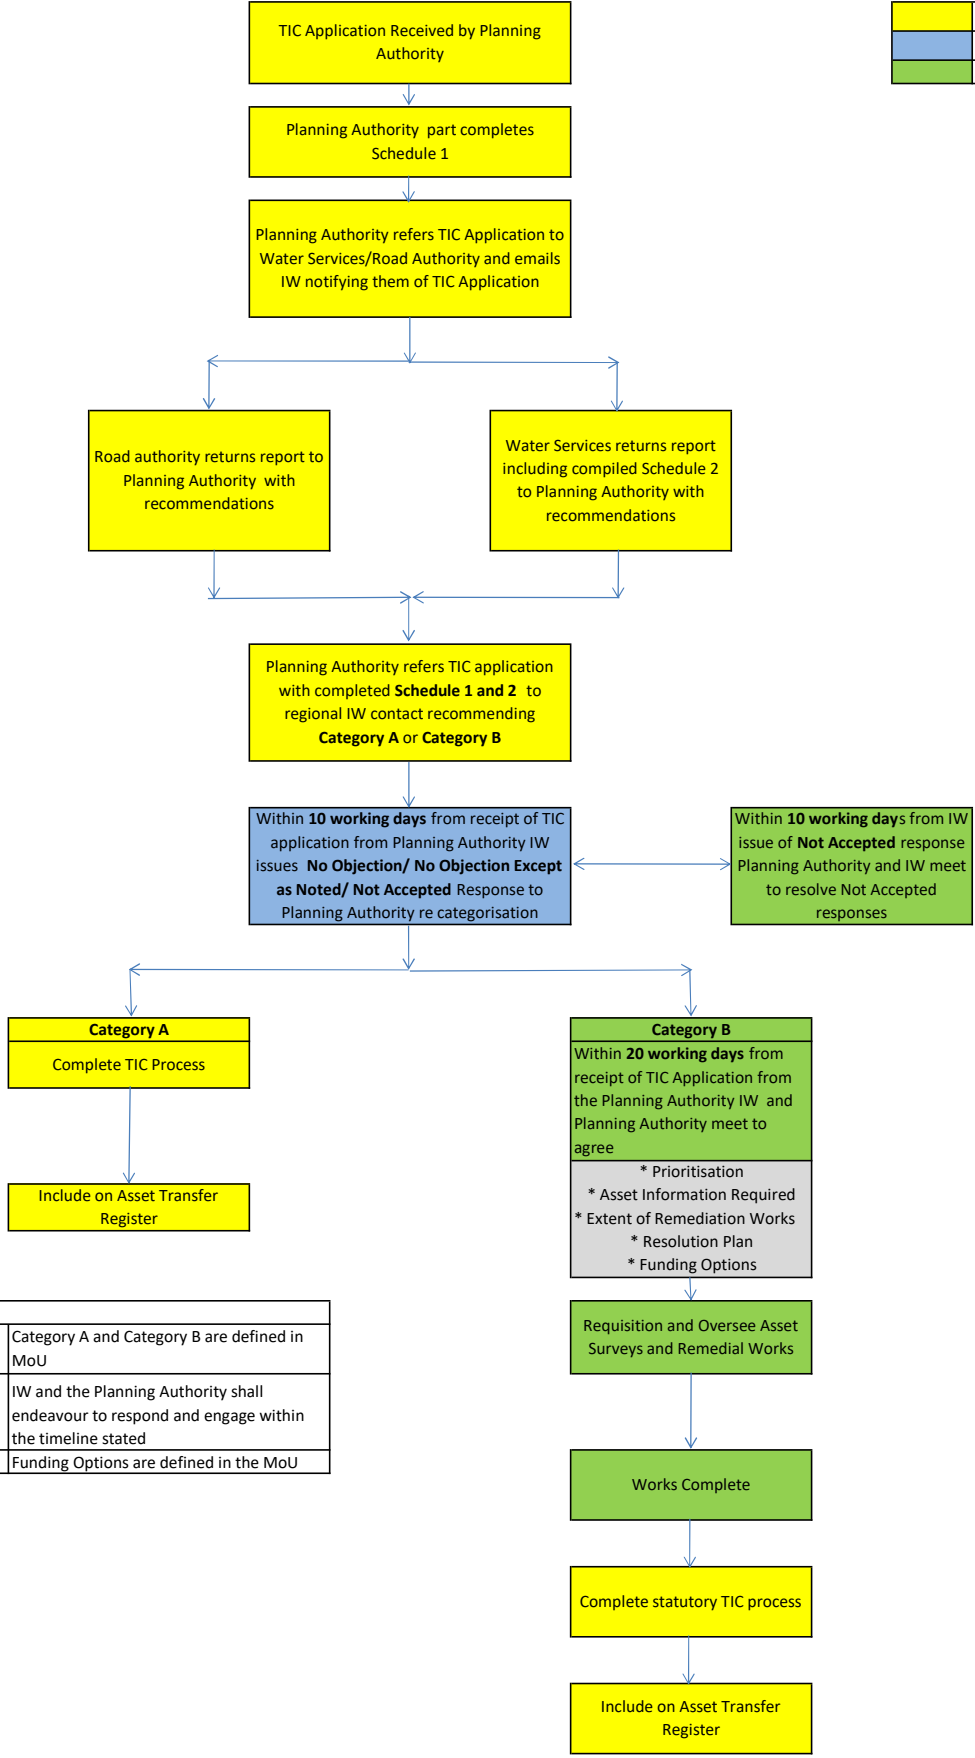 TIC Application Received by Planning
Authority
Planning Authority part completes
Schedule 1
Planning Authority refers TIC Application to
Water Services/Road Authority and emails
IW notifying them of TIC Application
Road authority returns report to
Planning Authority with
recommendations
Water Services returns report
including compiled Schedule 2
to Planning Authority with
recommendations
Planning Authority refers TIC application
with completed Schedule 1 and 2 to
regional IW contact recommending
Category A or Category B
Within 10 working days from receipt of TIC
application from Planning Authority IW
issues No Objection/ No Objection Except
as Noted/ Not Accepted Response to
Planning Authority re categorisation
Within 10 working days from IW
issue of Not Accepted response
Planning Authority and IW meet
to resolve Not Accepted
responses
Category A
Complete TIC Process
Include on Asset Transfer
Register
Category B
Within 20 working days from
receipt of TIC Application from
the Planning Authority IW and
Planning Authority meet to
agree
* Prioritisation
* Asset Information Required
* Extent of Remediation Works
* Resolution Plan
* Funding Options
Requisition and Oversee Asset
Surveys and Remedial Works
Works Complete
Complete statutory TIC process
Include on Asset Transfer
Register
Category A and Category B are defined in
MoU
IW and the Planning Authority shall
endeavour to respond and engage within
the timeline stated
Funding Options are defined in the MoU